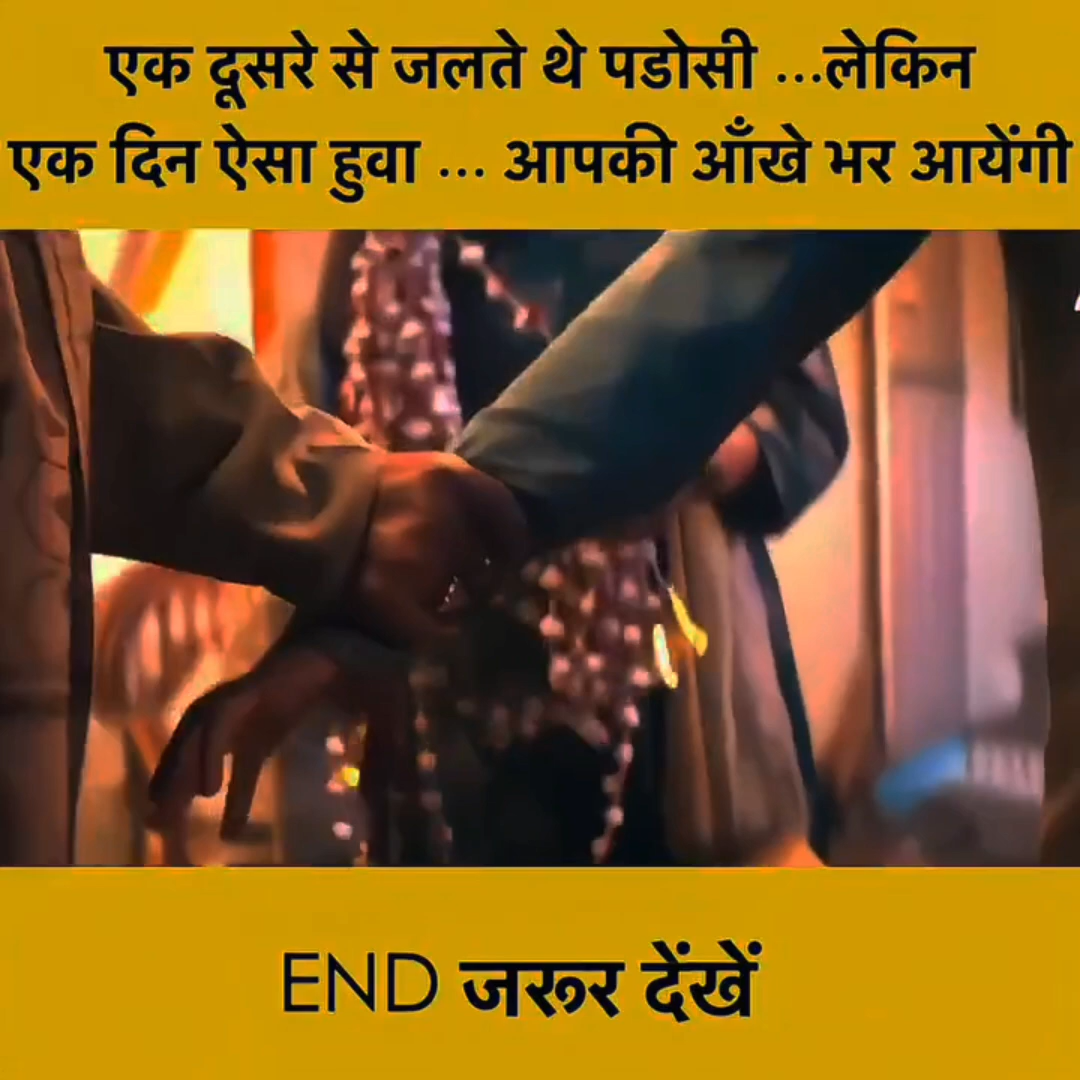 एक दूसरे से जलते थे पडोसी ...लेकिन
एक दिन ऐसा हुवा ... आपकी आँखे भर आयेंगी
END जरूर देंखें